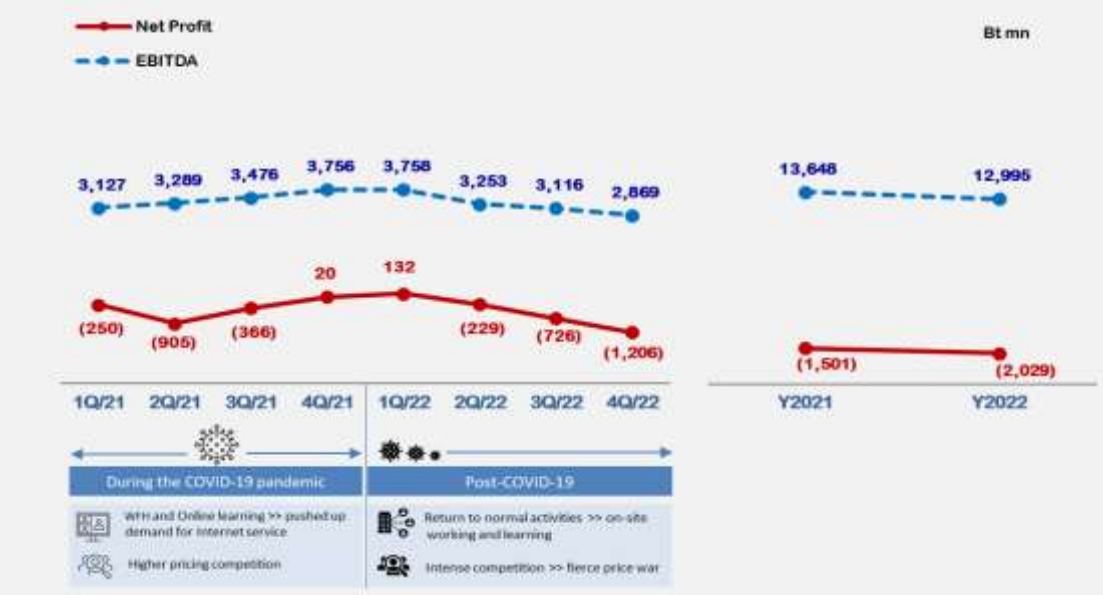 Net Profit
EBITDA
Bt mn
3,127 3,289 3,476 3,756 3,758 3,253 3,116 2,869
13,648 12,995
(250) (905) (366) 20 132 (229) (726) (1,206)
(1,501) (2,029)
1Q/21 2Q/21 3Q/21 4Q/21 1Q/22 2Q/22 3Q/22 4Q/22
Y2021 Y2022
During the COVID-19 pandemic
WFH and Online learning >> pushed up
demand for Internet service
Higher pricing competition
Post-COVID-19
Return to normal activities >> on-site
working and learning
Intense competition >> fierce price war